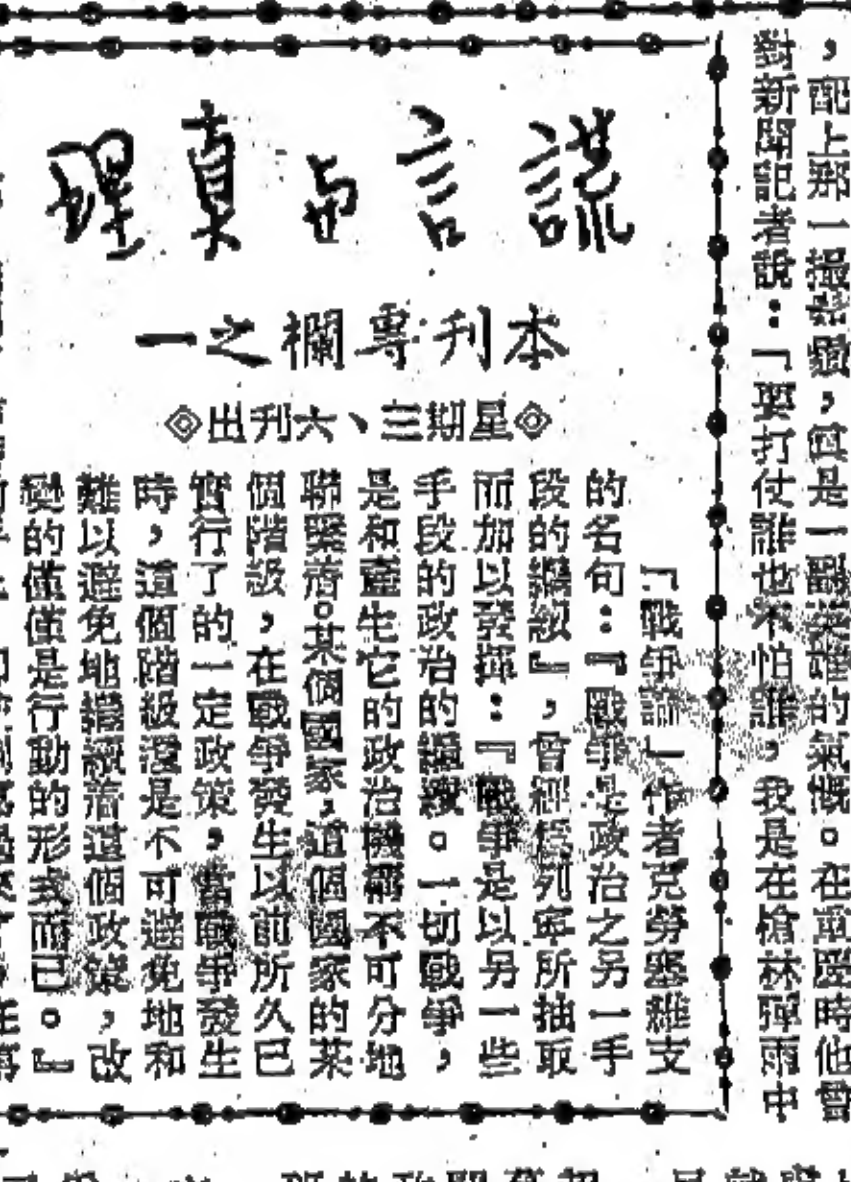 ，配上那一撮鬍鬚，但是一副英雄的氣慨。在重慶時他曾
對新聞記者說：「要打仗誰也不怕誰，我是在槍林彈雨中
謊言與真理
本刊專欄之一
◎星期三、六刊出◎
「戰爭論」作者克勞塞維支
的名句：『戰爭是政治之另一手
段的繼續』，曾經為列寧所抽取
而加以發揮：『戰爭是以另一些
手段的政治的繼續。一切戰爭，
是和產生它的政治機構不可分地
聯緊着。某個國家，這個國家的某
個階級，在戰爭發生以前所久已
實行了的一定政策，當戰爭發生
時，這個階級還是不可避免地和
難以避免地繼續着這個政策，改
變的僅僅是行動的形式而已。』